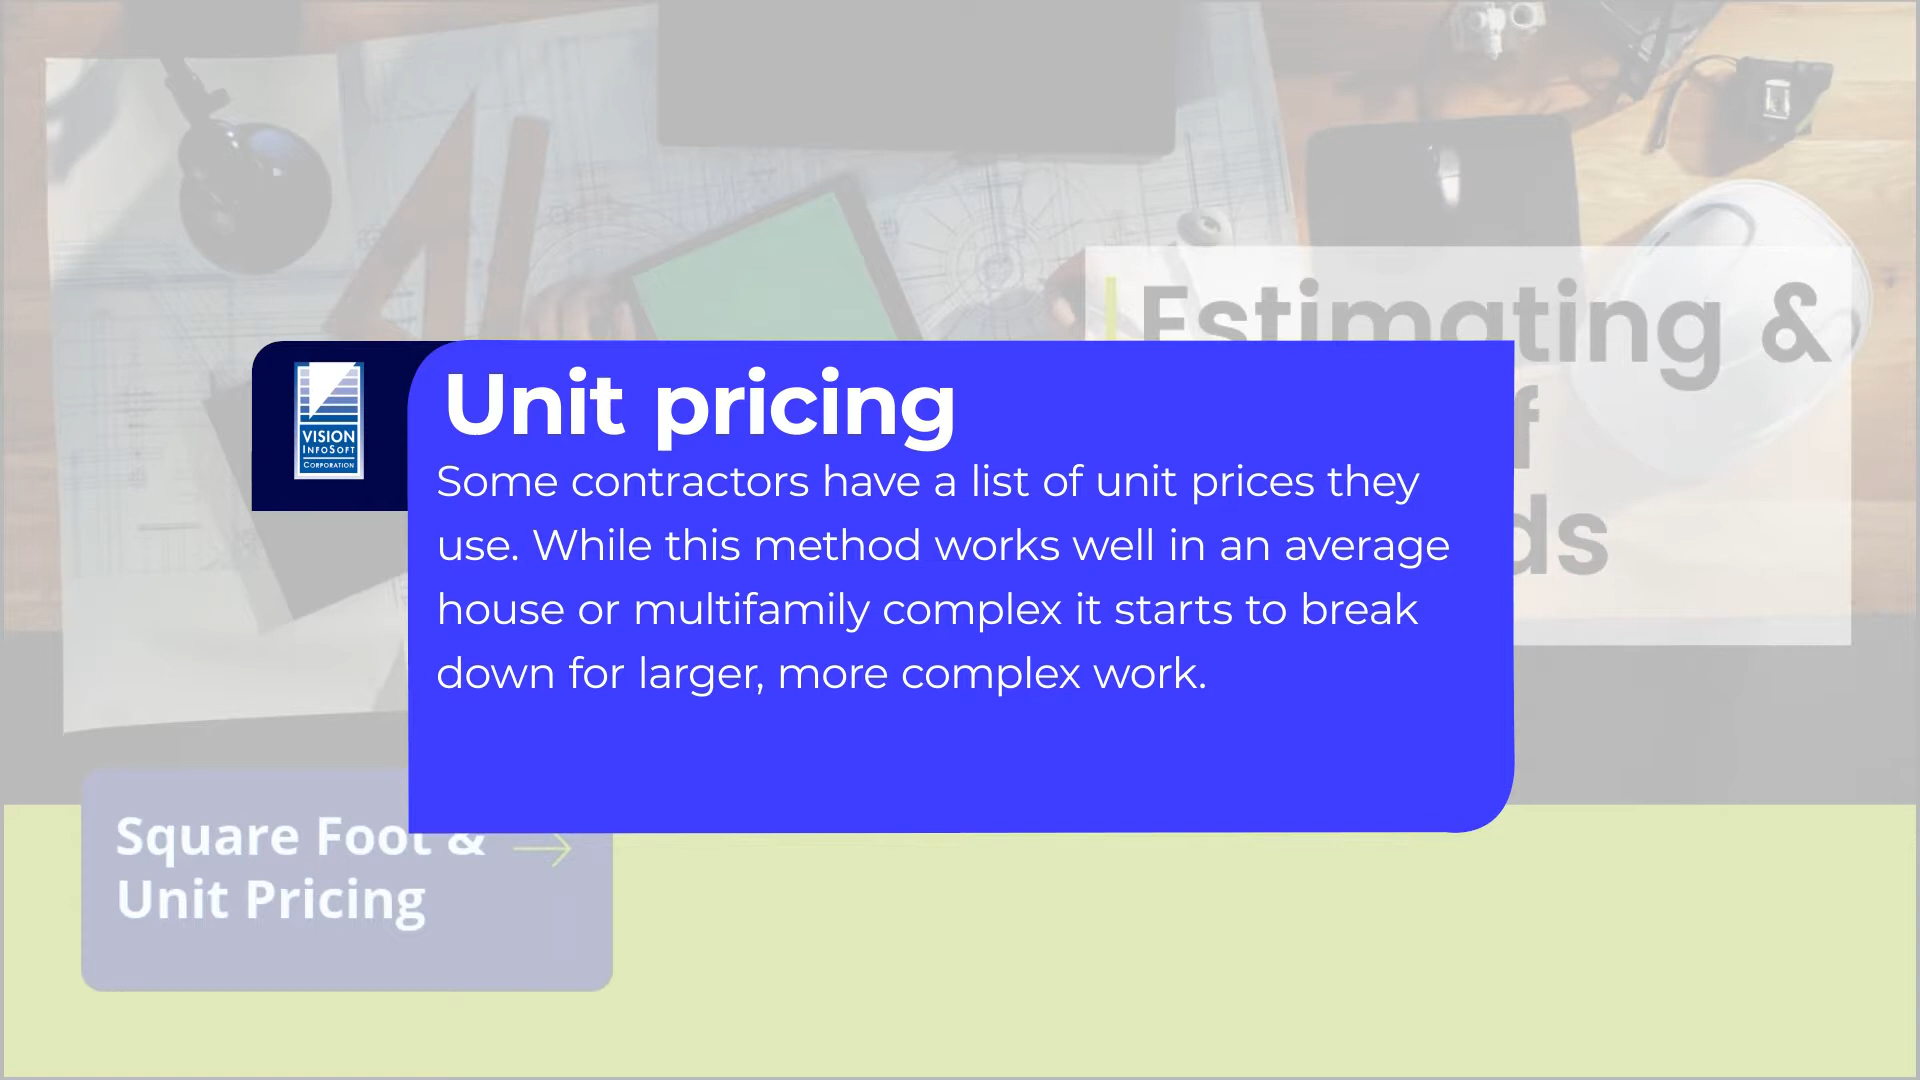 Estimating &
f
ds
VISION
INFOSOFT
CORPORATION
Unit pricing
Some contractors have a list of unit prices they
use. While this method works well in an average
house or multifamily complex it starts to break
down for larger, more complex work.
Square Foot &
Unit Pricing